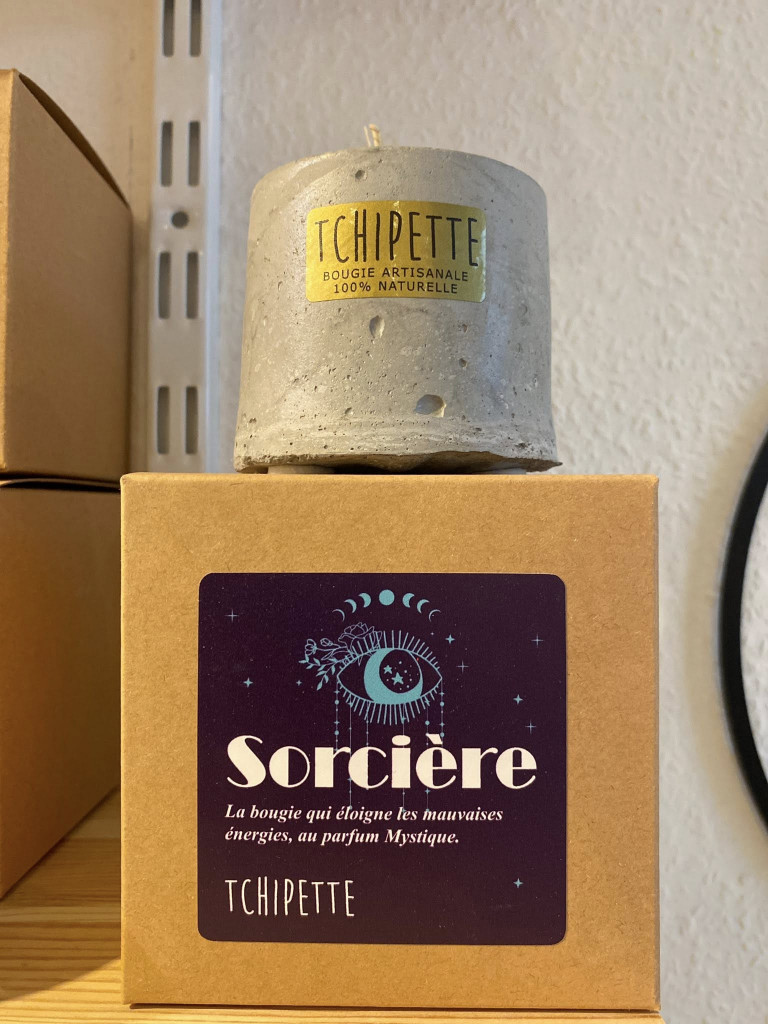 TCHIPETTE
BOUGIE ARTISANALE
100% NATURELLE
Sorcière
La bougie qui éloigne les mauvaises
énergies, au parfum Mystique.
TCHIPETTE